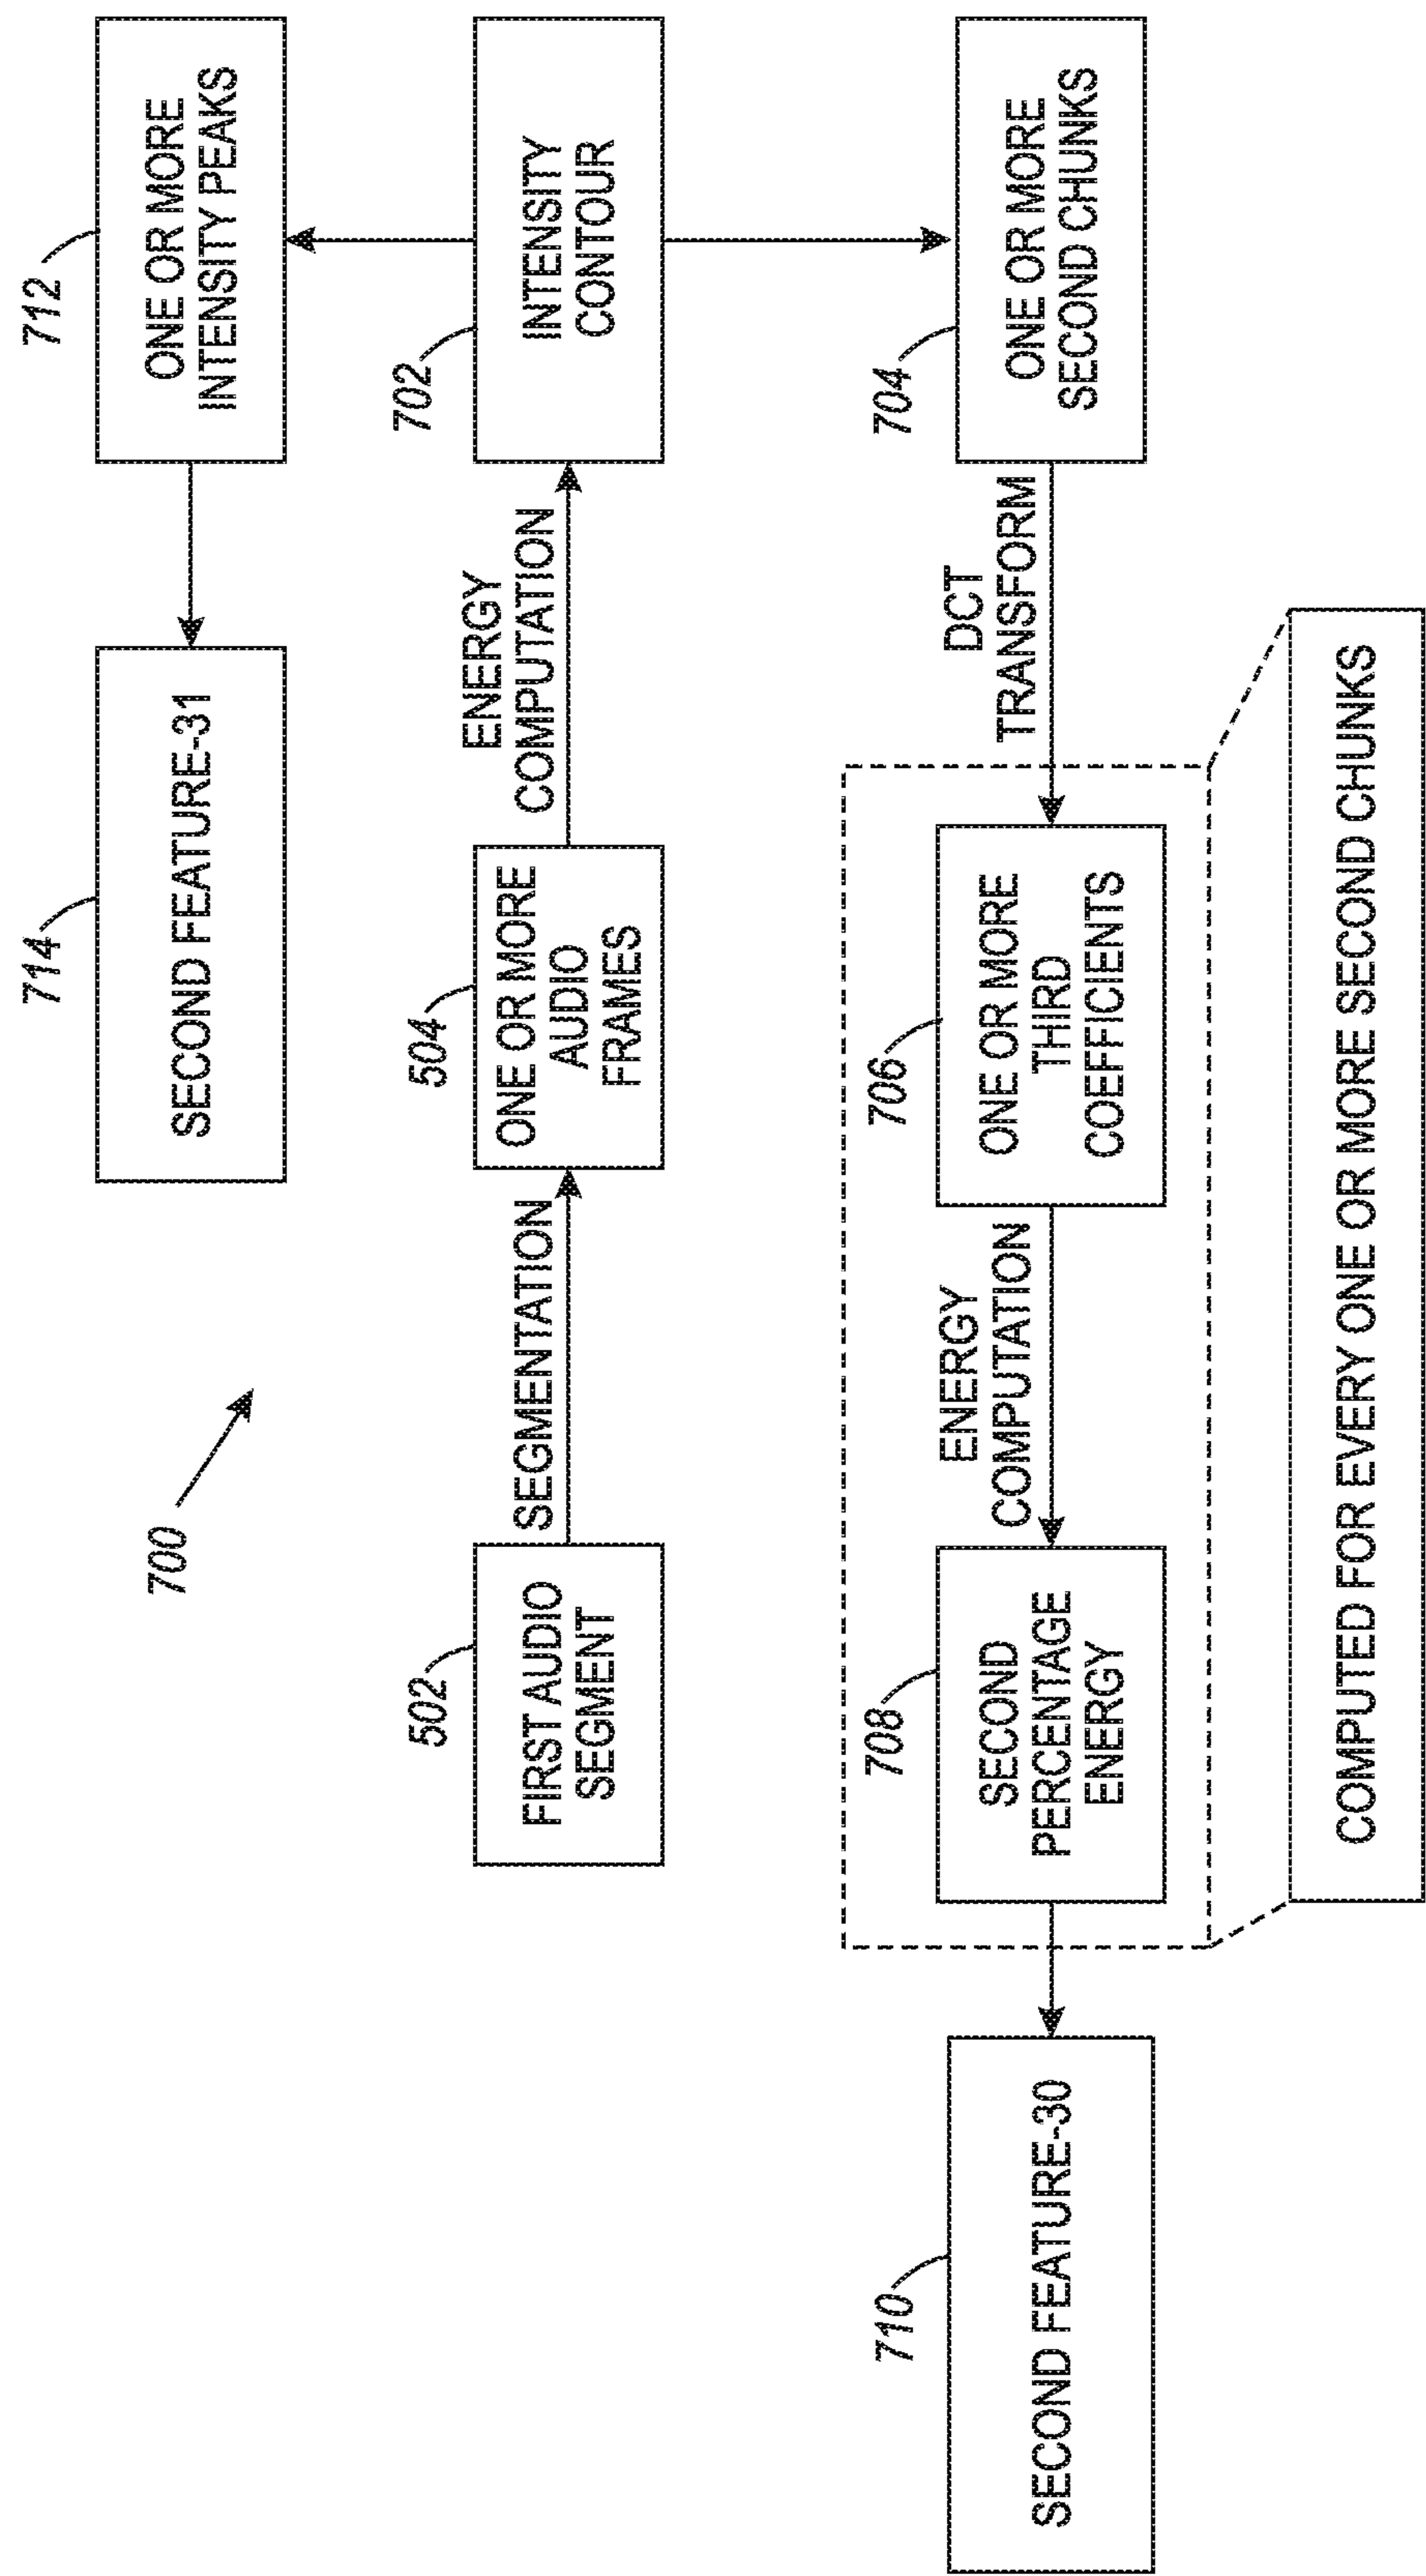 700
714
SECOND FEATURE-31
712
ONE OR MORE
INTENSITY PEAKS
502
FIRST AUDIO
SEGMENT
SEGMENTATION
504
ONE OR MORE
AUDIO
FRAMES
ENERGY
COMPUTATION
702
INTENSITY
CONTOUR
710
SECOND FEATURE-30
708
SECOND
PERCENTAGE
ENERGY
ENERGY
COMPUTATION
706
ONE OR MORE
THIRD
COEFFICIENTS
DCT
TRANSFORM
704
ONE OR MORE
SECOND CHUNKS
COMPUTED FOR EVERY ONE OR MORE SECOND CHUNKS